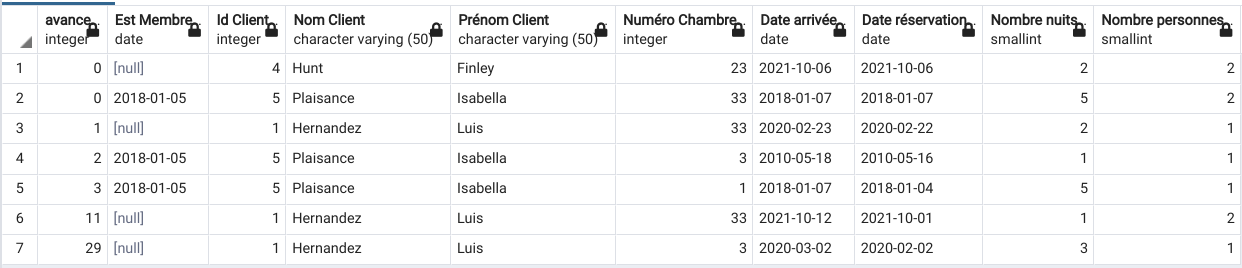 avance Est Membre Id Client Nom Client Prénom Client Numéro Chambre Date arrivée Date réservation Nombre nuits Nombre personnes
integer date integer character varying (50) character varying (50) integer date date smallint smallint
1 0 [null] 4 Hunt Finley 23 2021-10-06 2021-10-06 2 2
2 0 2018-01-05 5 Plaisance Isabella 33 2018-01-07 2018-01-07 5 2
3 1 [null] 1 Hernandez Luis 33 2020-02-23 2020-02-22 2 1
4 2 2018-01-05 5 Plaisance Isabella 3 2010-05-18 2010-05-16 1 1
5 3 2018-01-05 5 Plaisance Isabella 1 2018-01-07 2018-01-04 5 1
6 11 [null] 1 Hernandez Luis 33 2021-10-12 2021-10-01 1 2
7 29 [null] 1 Hernandez Luis 3 2020-03-02 2020-02-02 3 1